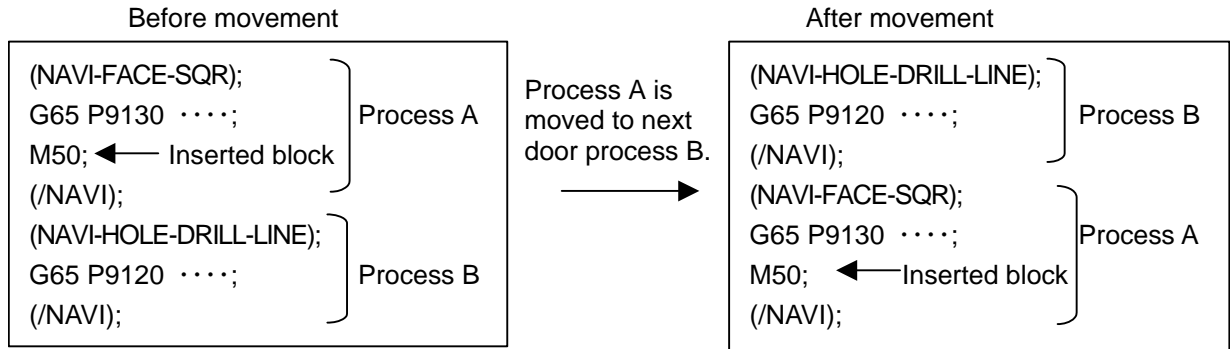 Before movement
(NAVI-FACE-SQR);
G65 P9130 ････;
Process A
M50;
Inserted block
(/NAVI);
(NAVI-HOLE-DRILL-LINE);
G65 P9120 ････;
Process B
(/NAVI);
Process A is
moved to next
door process B.
After movement
(NAVI-HOLE-DRILL-LINE);
G65 P9120 ････;
Process B
(/NAVI);
(NAVI-FACE-SQR);
G65 P9130 ････;
Process A
M50;
Inserted block
(/NAVI);